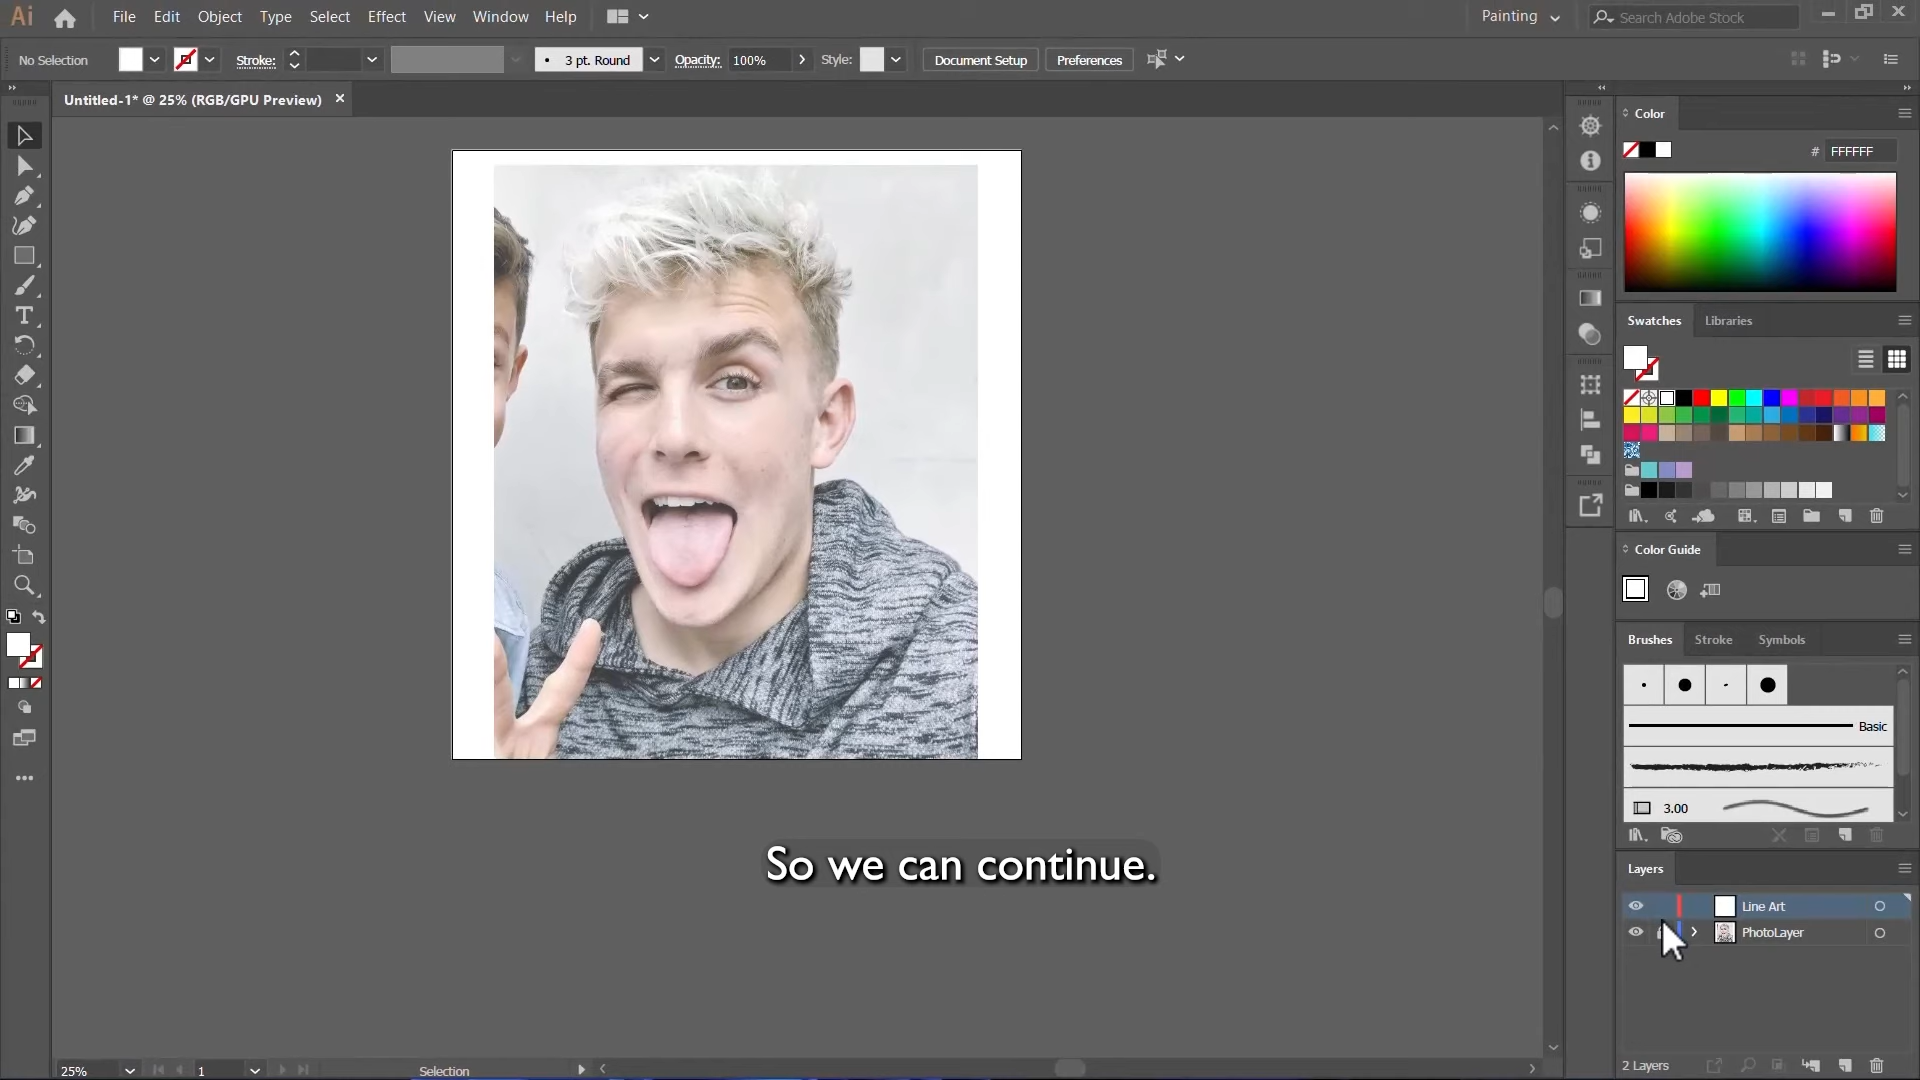 Ai File Edit Object Type Select Effect View Window Help Painting Search Adobe Stock
No Selection Stroke: 3 pt. Round Opacity: 100% Style: Document Setup Preferences
Untitled-1* @ 25% (RGB/GPU Preview)
Color
# FFFFFF
Swatches Libraries
Color Guide
Brushes Stroke Symbols
Basic
3.00
So we can continue.
Layers
Line Art
PhotoLayer
2 Layers
25% 1 Selection